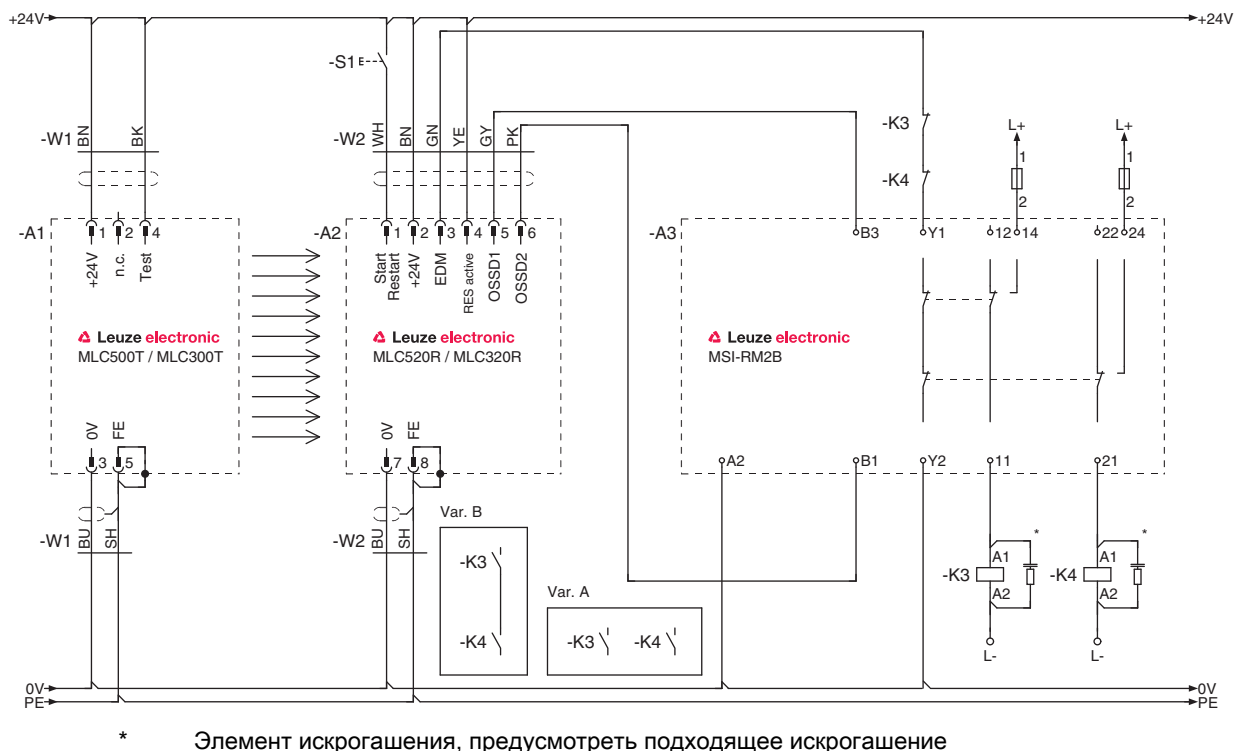 +24V +24V
-S1
-K3 L+ L+
-W1 BN BK -W2 WH BN GN YE GY PK
1 1
-K4
2 2
-A1 1 2 4 -A2 1 2 3 4 5 6 -A3 B3 Y1 12 14 22 24
+24V n.c. Test Start Restart +24V EDM RES active OSSD1 OSSD2
Leuze electronic Leuze electronic Leuze electronic
MLC500T / MLC300T MLC520R / MLC320R MSI-RM2B
0V FE 0V FE
3 5 7 8 A2 B1 Y2 11 21
Var. B
-W1 BU SH -W2 BU SH * *
-K3 -K3 A1 -K4 A1
Var. A A2 A2
-K4 -K3 -K4
L- L-
0V 0V
PE PE
* Элемент искрогашения, предусмотреть подходящее искрогашение